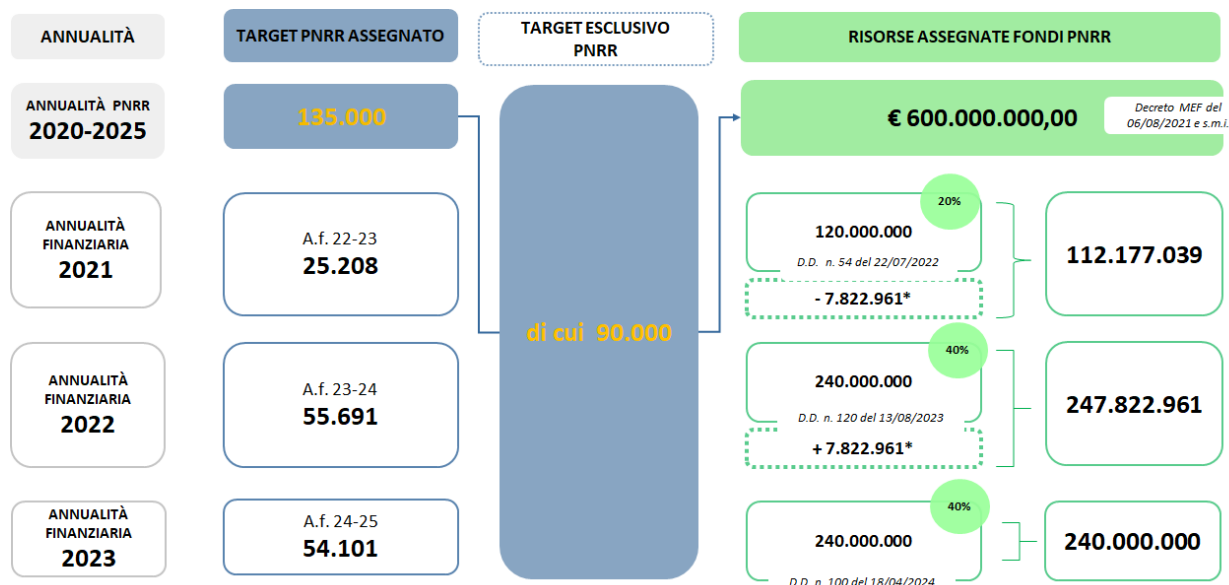 ANNUALITÀ
TARGET PNRR ASSEGNATO
TARGET ESCLUSIVO
PNRR
RISORSE ASSEGNATE FONDI PNRR
ANNUALITÀ PNRR
2020-2025
135.000
€ 600.000.000,00
Decreto MEF del
06/08/2021 e s.m.i.
ANNUALITÀ
FINANZIARIA
2021
A.f. 22-23
25.208
20%
120.000.000
D.D. n. 54 del 22/07/2022
- 7.822.961*
112.177.039
di cui 90.000
ANNUALITÀ
FINANZIARIA
2022
A.f. 23-24
55.691
40%
240.000.000
D.D. n. 120 del 13/08/2023
+ 7.822.961*
247.822.961
ANNUALITÀ
FINANZIARIA
2023
A.f. 24-25
54.101
40%
240.000.000
D.D. n. 100 del 18/04/2024
240.000.000